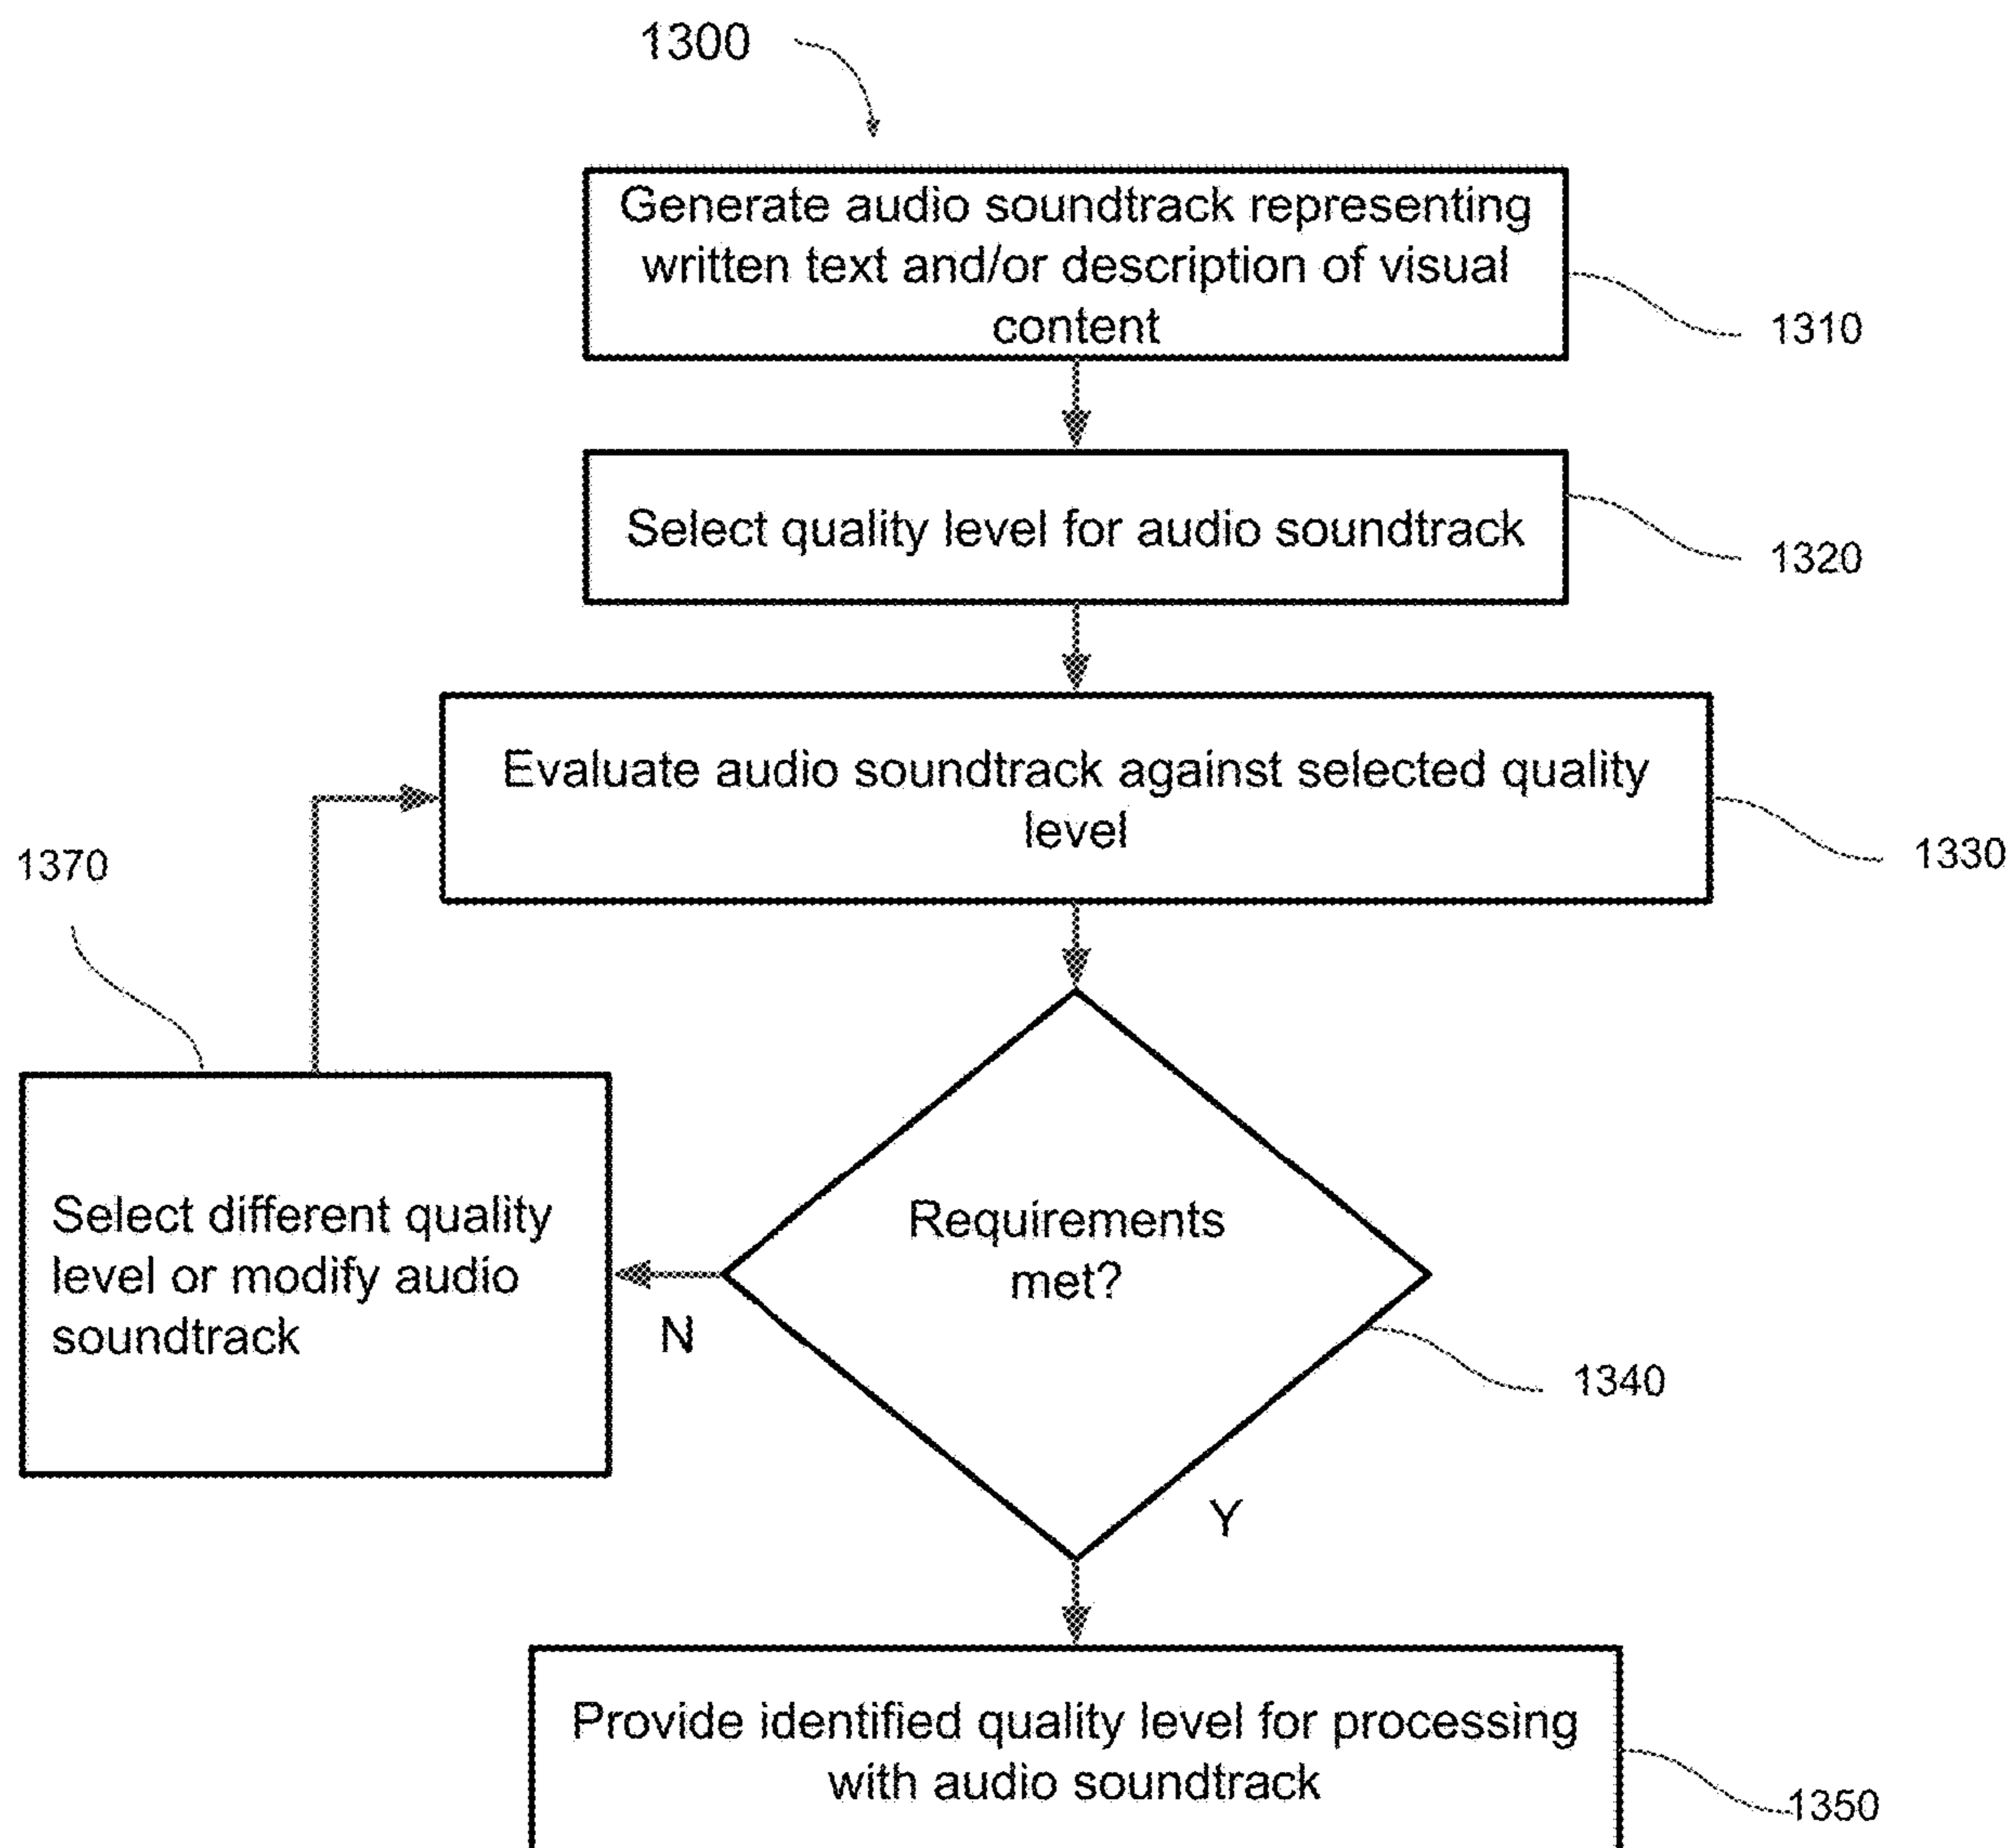 1300
Generate audio soundtrack representing
written text and/or description of visual
content
1310
Select quality level for audio soundtrack
1320
Evaluate audio soundtrack against selected quality
level
1330
1370
Select different quality
level or modify audio
soundtrack
N
Requirements
met?
1340
Y
Provide identified quality level for processing
with audio soundtrack
1350